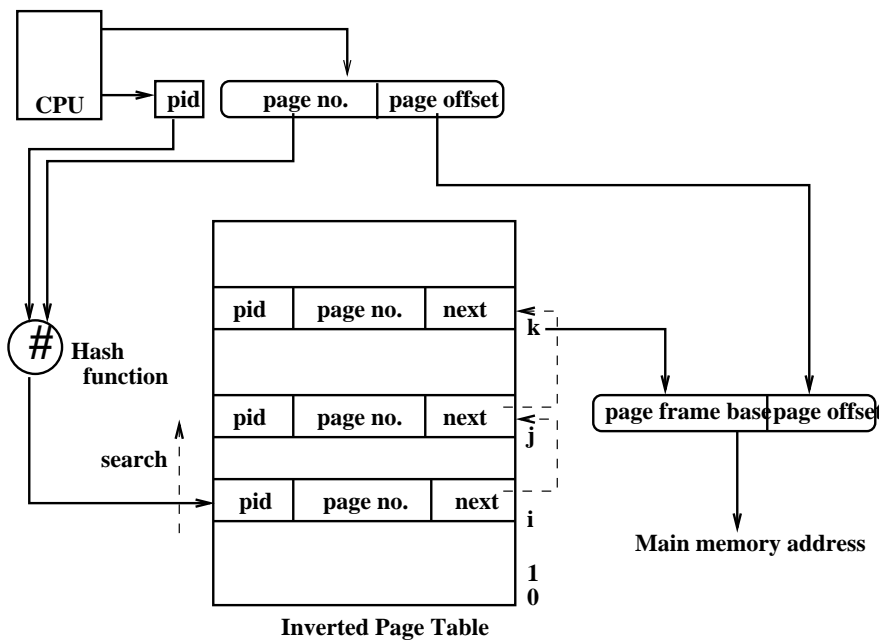 CPU
pid
page no.
page offset
pid page no. next
k
#
Hash
function
pid page no. next
j
page frame base page offset
search
pid page no. next
i
Main memory address
1
0
Inverted Page Table